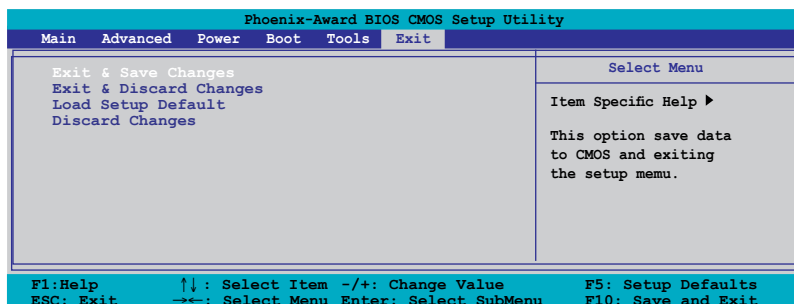 Phoenix-Award BIOS CMOS Setup Utility
Main Advanced Power Boot Tools Exit
Exit & Save Changes
Exit & Discard Changes
Load Setup Default
Discard Changes
Select Menu
Item Specific Help ▶
This option save data
to CMOS and exiting
the setup memu.
F1:Help ↑↓: Select Item -/+: Change Value F5: Setup Defaults
ESC: Exit →←: Select Menu Enter: Select SubMenu F10: Save and Exit